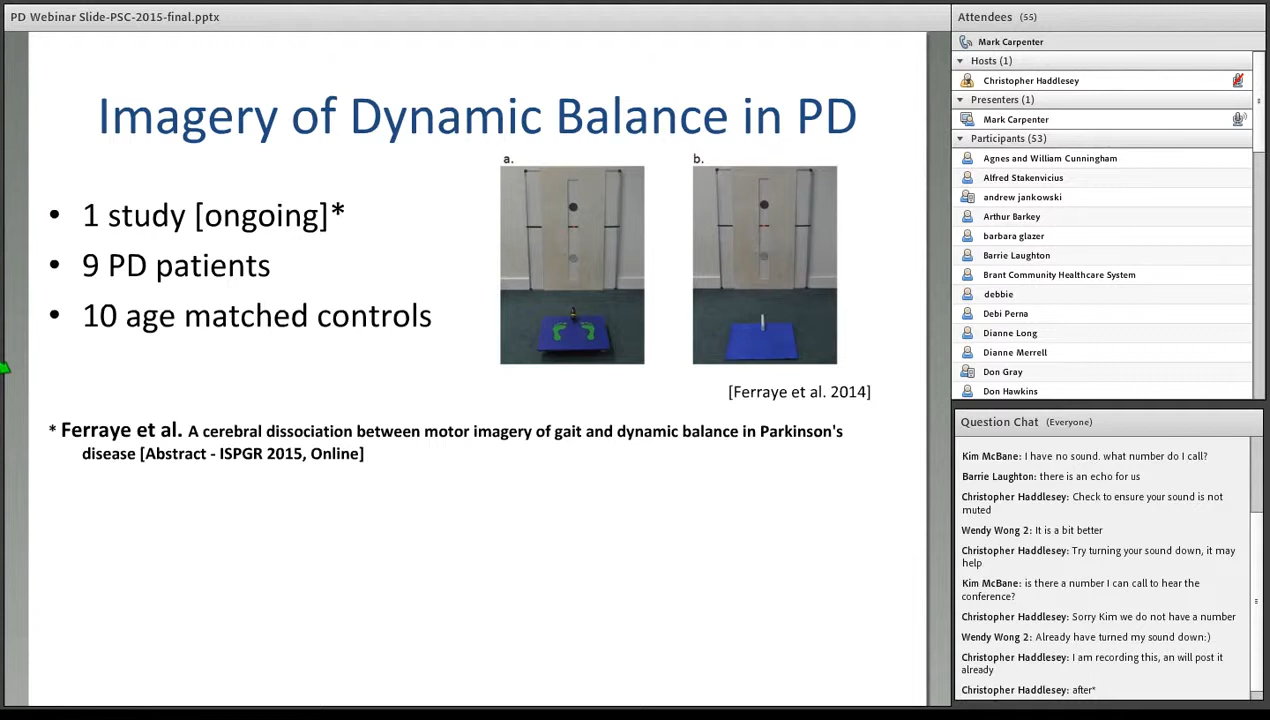 PD Webinar Slide-PSC-2015-final.pptx
Imagery of Dynamic Balance in PD
a.
b.
• 1 study [ongoing]*
• 9 PD patients
• 10 age matched controls
[Ferraye et al. 2014]
* Ferraye et al. A cerebral dissociation between motor imagery of gait and dynamic balance in Parkinson's
disease [Abstract - ISPGR 2015, Online]
Attendees (55)
Mark Carpenter
Hosts (1)
Christopher Haddlesey
Presenters (1)
Mark Carpenter
Participants (53)
Agnes and William Cunningham
Alfred Stakenvicius
andrew jankowski
Arthur Barkey
barbara glazer
Barrie Laughton
Brant Community Healthcare System
debbie
Debi Perna
Dianne Long
Dianne Merrell
Don Gray
Don Hawkins
Question Chat (Everyone)
Kim McBane: I have no sound. what number do I call?
Barrie Laughton: there is an echo for us
Christopher Haddlesey: Check to ensure your sound is not
muted
Wendy Wong 2: It is a bit better
Christopher Haddlesey: Try turning your sound down, it may
help
Kim McBane: is there a number I can call to hear the
conference?
Christopher Haddlesey: Sorry Kim we do not have a number
Wendy Wong 2: Already have turned my sound down:)
Christopher Haddlesey: I am recording this, an will post it
already
Christopher Haddlesey: after*